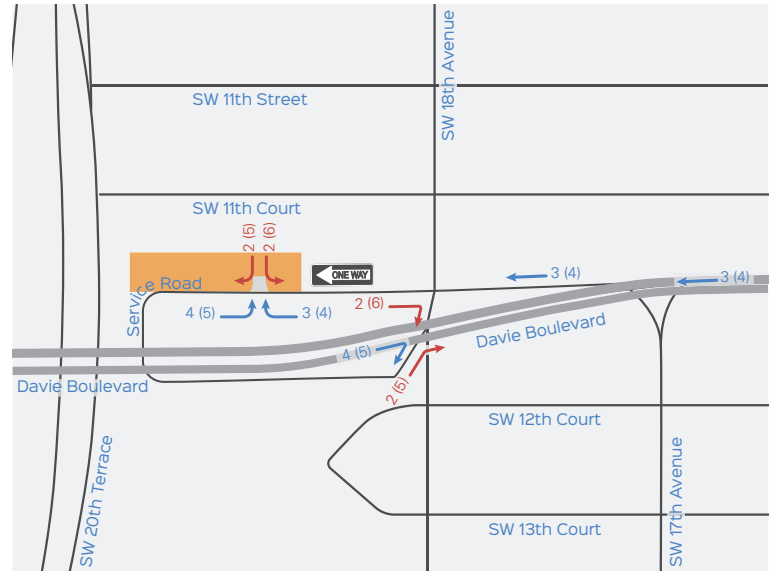 SW 18th Avenue
SW 11th Street
SW 11th Court
2 (5)
2 (6)
ONE WAY
3 (4)
3 (4)
Service Road
2 (6)
4 (5)
3 (4)
Davie Boulevard
4 (5)
2 (5)
Davie Boulevard
SW 12th Court
SW 20th Terrace
SW 17th Avenue
SW 13th Court